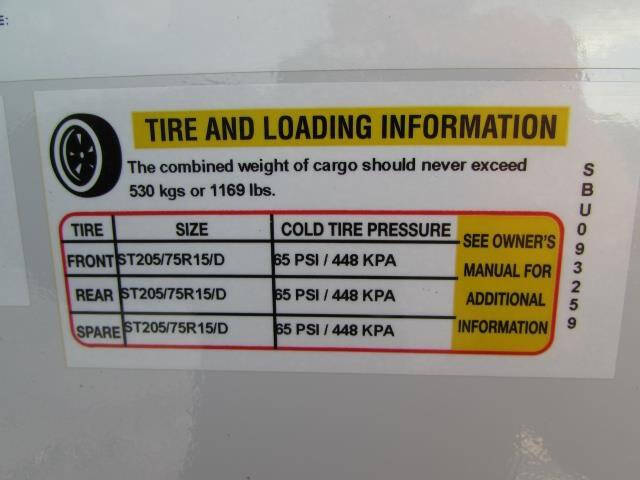 E:
TIRE AND LOADING INFORMATION
The combined weight of cargo should never exceed
530 kgs or 1169 lbs.
TIRE SIZE COLD TIRE PRESSURE
FRONT ST205/75R15/D 65 PSI / 448 KPA
REAR ST205/75R15/D 65 PSI / 448 KPA
SPARE ST205/75R15/D 65 PSI / 448 KPA
SEE OWNER'S
MANUAL FOR
ADDITIONAL
INFORMATION
SBU093259